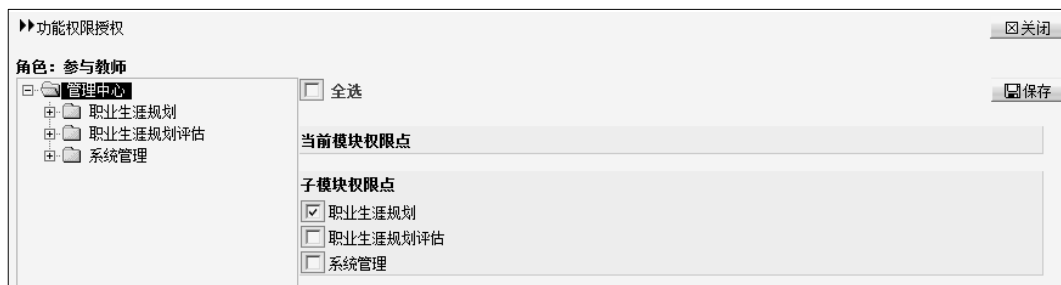 功能权限授权
关闭
角色：参与教师
管理中心
全选
保存
职业生涯规划
职业生涯规划评估
系统管理
当前模块权限点
子模块权限点
职业生涯规划
职业生涯规划评估
系统管理